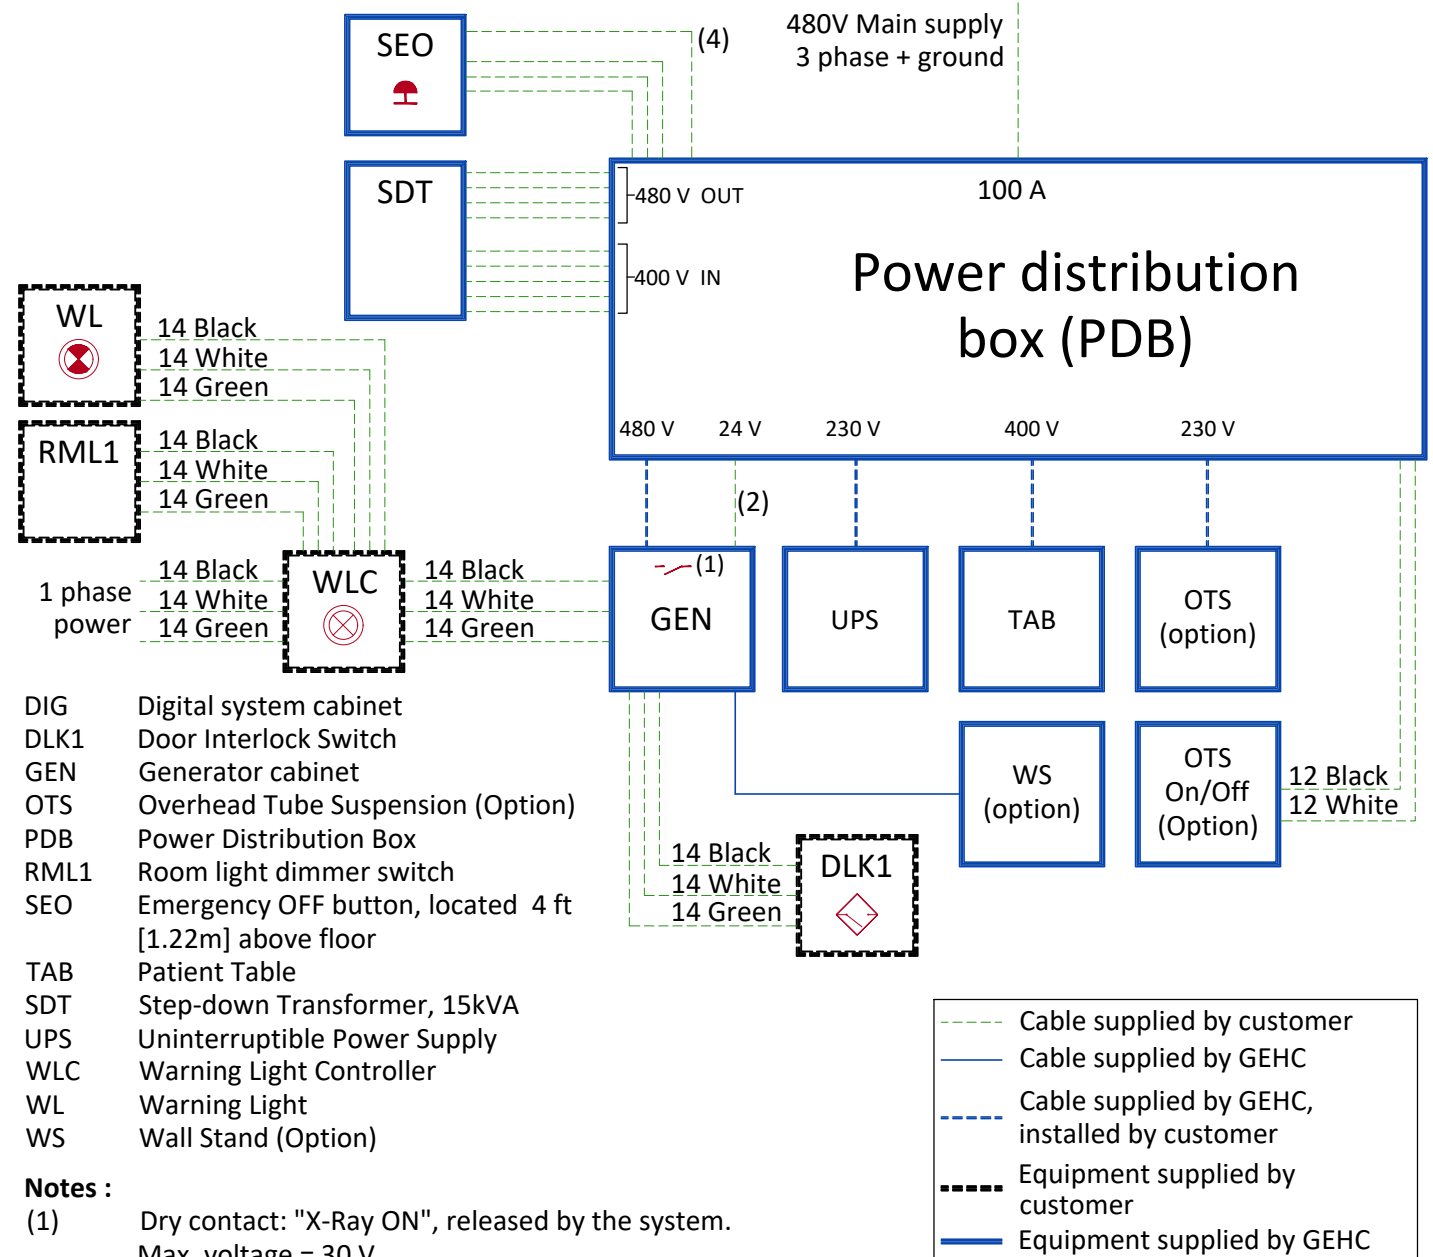 SEO
(4)
480V Main supply
3 phase + ground
SDT
480 V OUT
400 V IN
100 A
Power distribution
box (PDB)
480 V
24 V
230 V
400 V
230 V
WL
14 Black
14 White
14 Green
RML1
14 Black
14 White
14 Green
1 phase
power
14 Black
14 White
14 Green
WLC
14 Black
14 White
14 Green
(2)
(1)
GEN
UPS
TAB
OTS
(option)
WS
(option)
OTS
On/Off
(Option)
12 Black
12 White
14 Black
14 White
14 Green
DLK1
DIG Digital system cabinet
DLK1 Door Interlock Switch
GEN Generator cabinet
OTS Overhead Tube Suspension (Option)
PDB Power Distribution Box
RML1 Room light dimmer switch
SEO Emergency OFF button, located 4 ft
[1.22m] above floor
TAB Patient Table
SDT Step-down Transformer, 15kVA
UPS Uninterruptible Power Supply
WLC Warning Light Controller
WL Warning Light
WS Wall Stand (Option)
Notes :
(1) Dry contact: "X-Ray ON", released by the system.
Max. voltage = 30 V
Cable supplied by customer
Cable supplied by GEHC
Cable supplied by GEHC,
installed by customer
Equipment supplied by
customer
Equipment supplied by GEHC